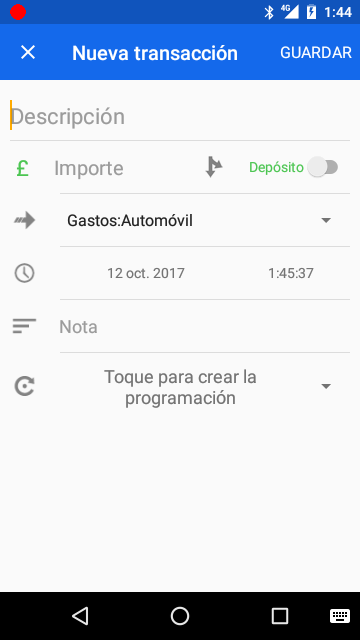 4G 1:44
Nueva transacción GUARDAR
Descripción
£ Importe Depósito
Gastos:Automóvil
12 oct. 2017 1:45:37
Nota
Toque para crear la
programación